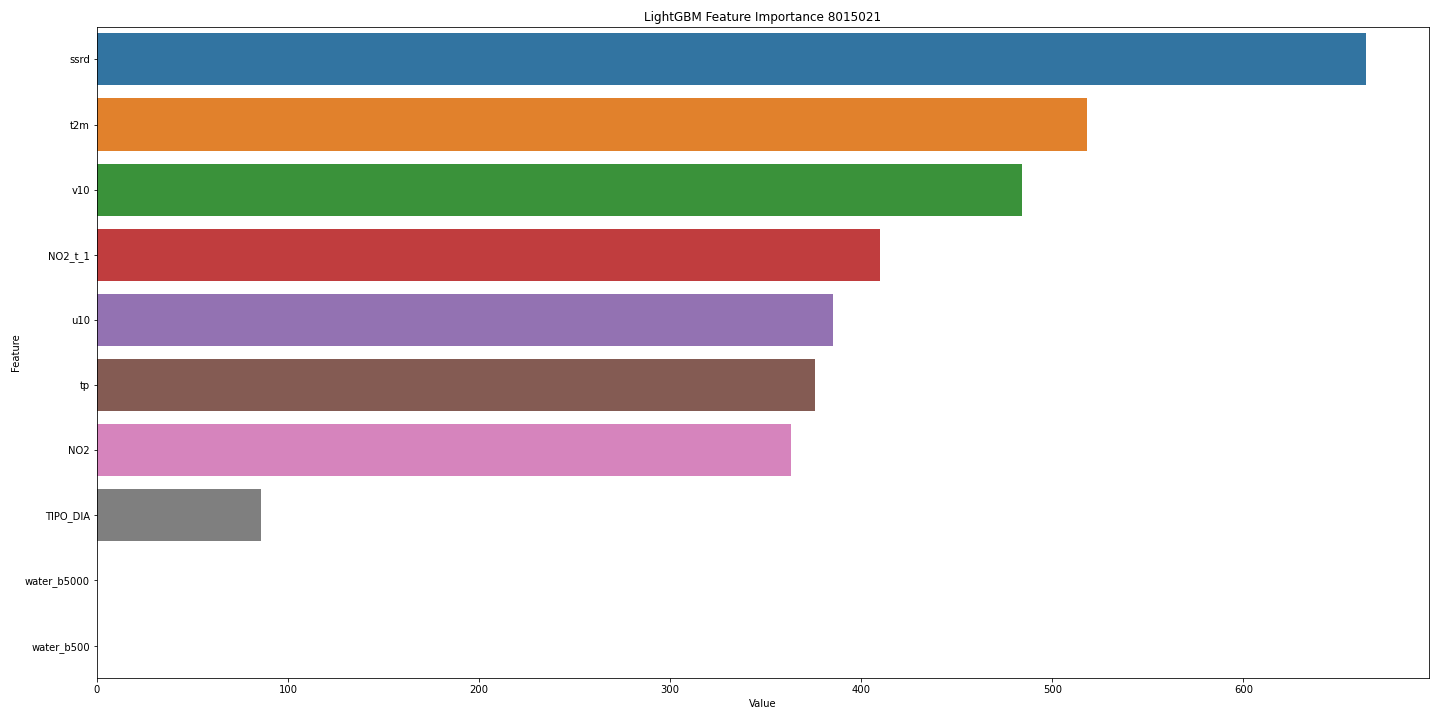 LightGBM Feature Importance 8015021
ssrd
t2m
v10
NO2_t_1
u10
tp
NO2
TIPO_DIA
water_b5000
water_b500
Feature
0 100 200 300 400 500 600
Value